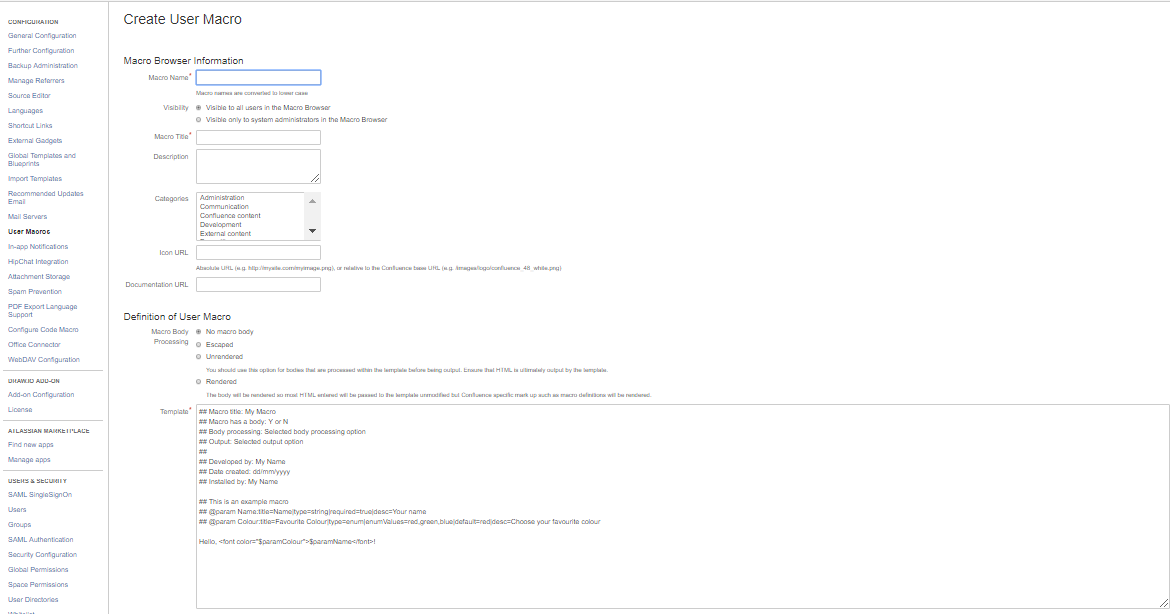 CONFIGURATION
General Configuration
Further Configuration
Backup Administration
Manage Referrers
Source Editor
Languages
Shortcut Links
External Gadgets
Global Templates and
Blueprints
Import Templates
Recommended Updates
Email
Mail Servers
User Macros
In-app Notifications
HipChat Integration
Attachment Storage
Spam Prevention
PDF Export Language
Support
Configure Code Macro
Office Connector
WebDAV Configuration
DRAW.IO ADD-ON
Add-on Configuration
License
ATLASSIAN MARKETPLACE
Find new apps
Manage apps
USERS & SECURITY
SAML SingleSignOn
Users
Groups
SAML Authentication
Security Configuration
Global Permissions
Space Permissions
User Directories
Create User Macro
Macro Browser Information
Macro Name*
Macro names are converted to lower case
Visibility
Visible to all users in the Macro Browser
Visible only to system administrators in the Macro Browser
Macro Title*
Description
Categories
Administration
Communication
Confluence content
Development
External content
Icon URL
Absolute URL (e.g. http://mysite.com/myimage.png), or relative to the Confluence base URL (e.g. /images/logo/confluence_48_white.png)
Documentation URL
Definition of User Macro
Macro Body
Processing
No macro body
Escaped
Unrendered
You should use this option for bodies that are processed within the template before being output. Ensure that HTML is ultimately output by the template.
Rendered
The body will be rendered so most HTML entered will be passed to the template unmodified but Confluence specific mark up such as macro definitions will be rendered.
Template*
## Macro title: My Macro
## Macro has a body: Y or N
## Body processing: Selected body processing option
## Output: Selected output option
##
## Developed by: My Name
## Date created: dd/mm/yyyy
## Installed by: My Name
## This is an example macro
## @param Name:title=Name|type=string|required=true|desc=Your name
## @param Colour:title=Favourite Colour|type=enum|enumValues=red,green,blue|default=red|desc=Choose your favourite colour
Hello, <font color="$paramColour">$paramName</font>!